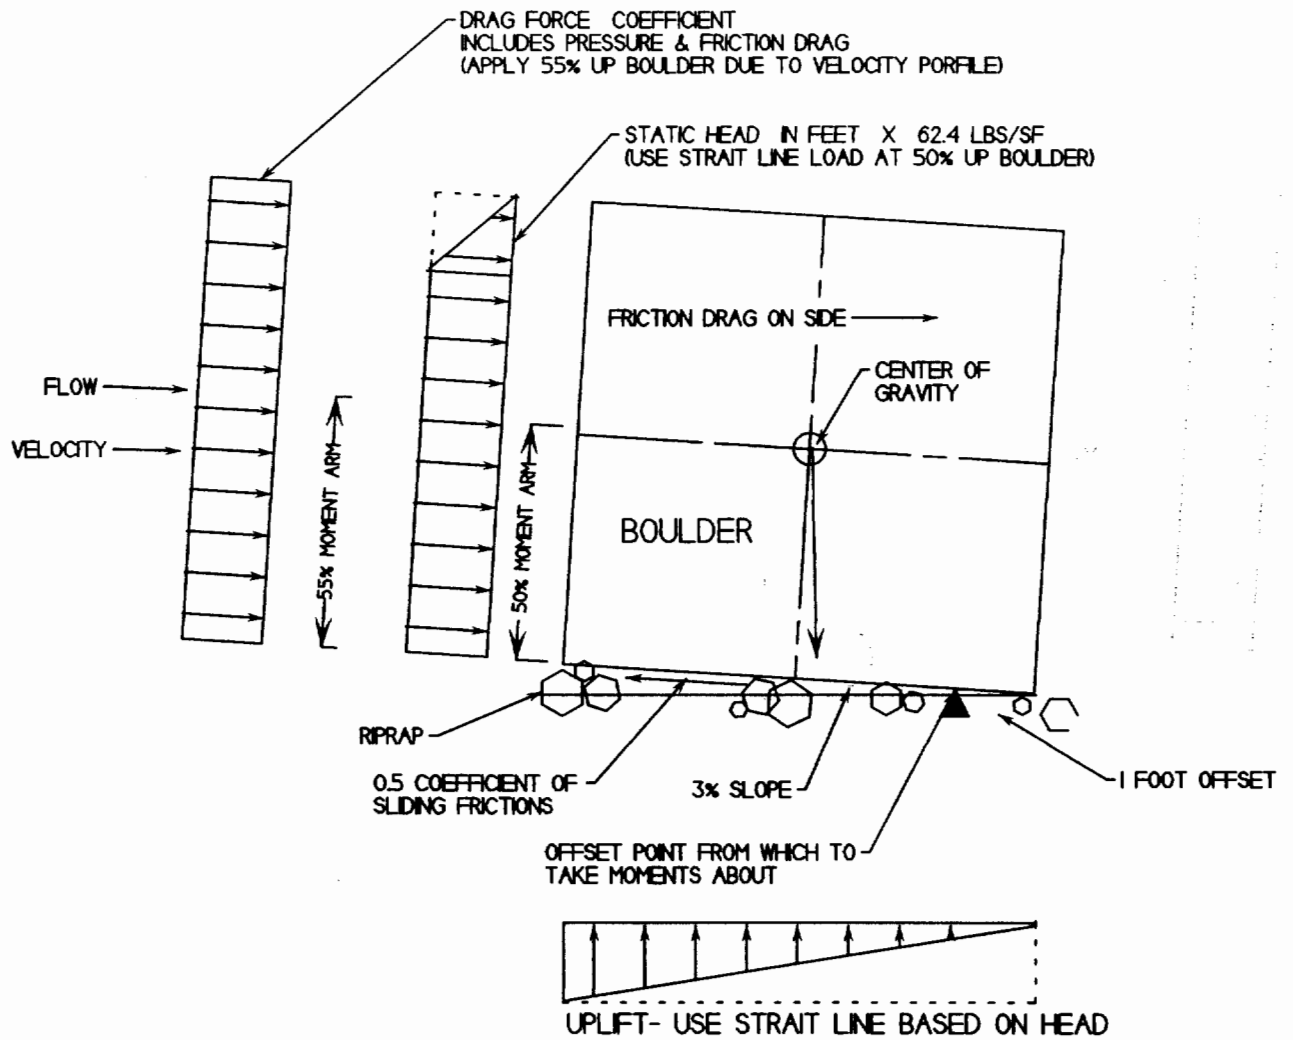 DRAG FORCE COEFFICIENT
INCLUDES PRESSURE & FRICTION DRAG
(APPLY 55% UP BOULDER DUE TO VELOCITY PORFILE)
STATIC HEAD IN FEET X 62.4 LBS/SF
(USE STRAIT LINE LOAD AT 50% UP BOULDER)
FRICTION DRAG ON SIDE
CENTER OF
GRAVITY
FLOW
VELOCITY
55% MOMENT ARM
50% MOMENT ARM
BOULDER
RIPRAP
0.5 COEFFICIENT OF
SLIDING FRICTIONS
3% SLOPE
1 FOOT OFFSET
OFFSET POINT FROM WHICH TO
TAKE MOMENTS ABOUT
UPLIFT- USE STRAIT LINE BASED ON HEAD